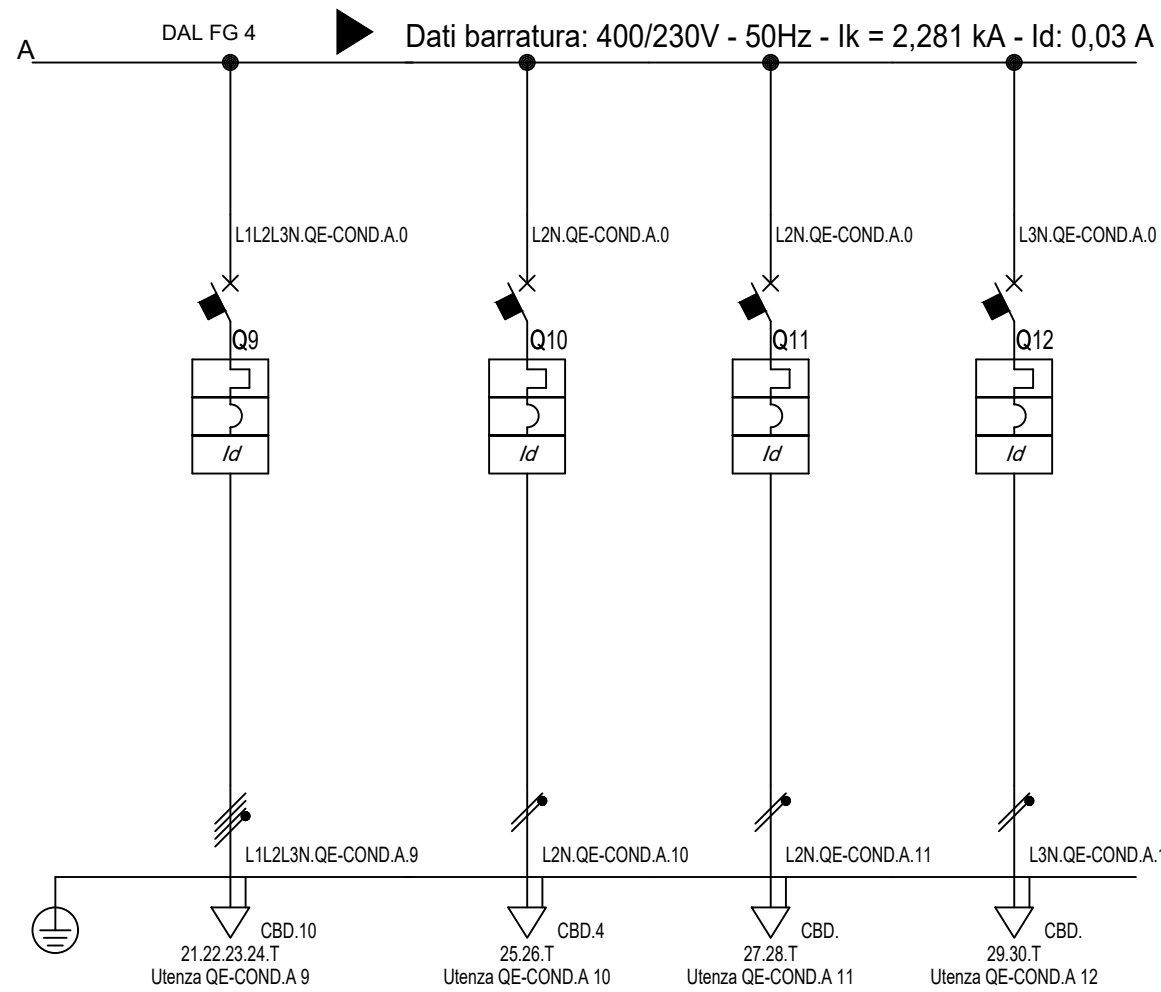 DAL FG 4
Dati barratura: 400/230V - 50Hz - Ik = 2,281 kA - Id: 0,03 A
A
L1L2L3N.QE-COND.A.0
L2N.QE-COND.A.0
L2N.QE-COND.A.0
L3N.QE-COND.A.0
Q9
Q10
Q11
Q12
Id
Id
Id
Id
L1L2L3N.QE-COND.A.9
L2N.QE-COND.A.10
L2N.QE-COND.A.11
L3N.QE-COND.A.1
CBD.10
CBD.4
CBD.
CBD.
21.22.23.24.T
25.26.T
27.28.T
29.30.T
Utenza QE-COND.A 9
Utenza QE-COND.A 10
Utenza QE-COND.A 11
Utenza QE-COND.A 12